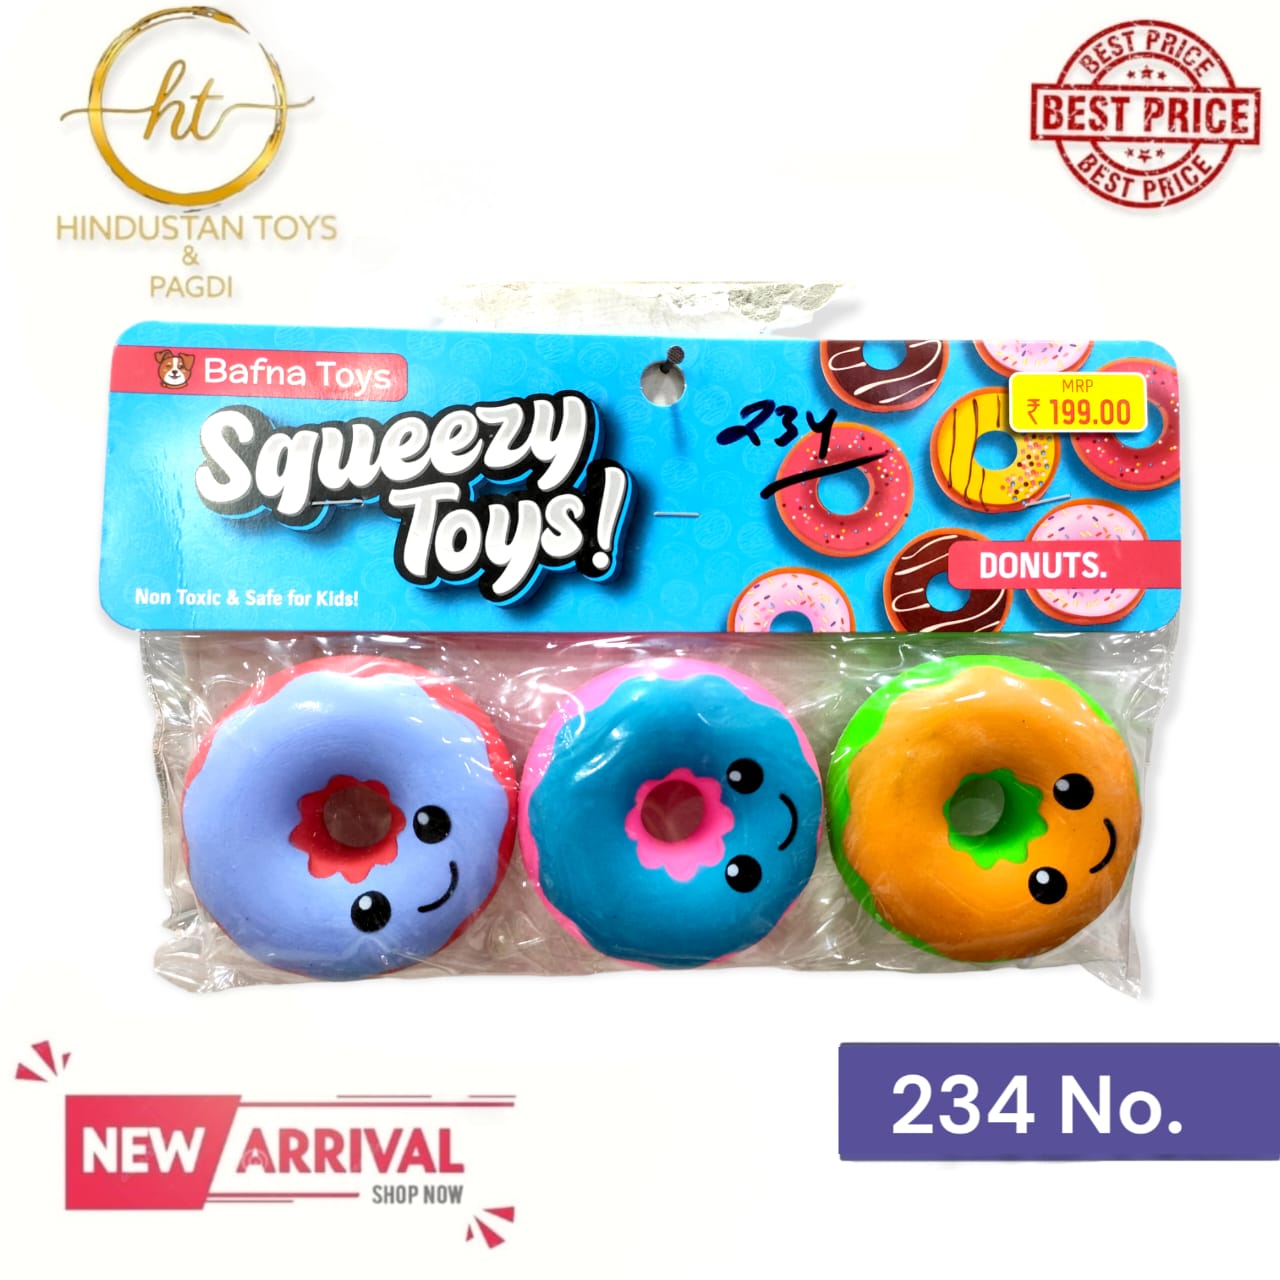 ht
HINDUSTAN TOYS
&
PAGDI
BEST PRICE
BEST PRICE
BEST PRICE
Bafna Toys
Squeezy
Toys!
Non Toxic & Safe for Kids!
234
MRP
₹ 199.00
DONUTS.
NEW ARRIVAL
SHOP NOW
234 No.